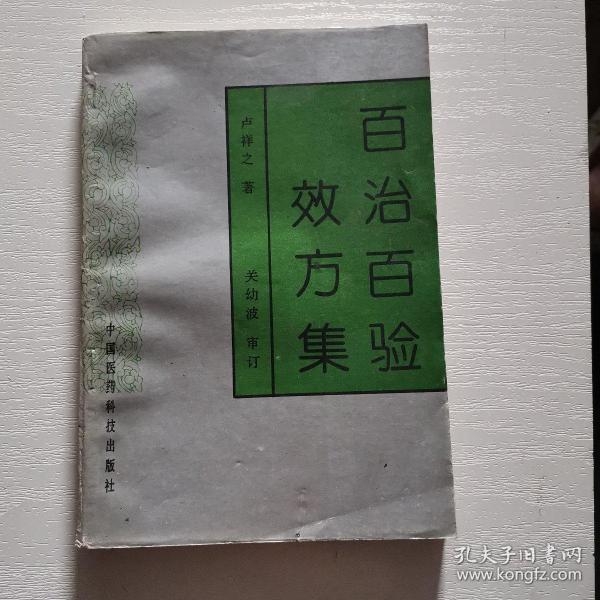 百治百验
效方集
卢祥之 著
关幼波 审订
中国医药科技出版社
孔夫子旧书网
www.kongfz.com